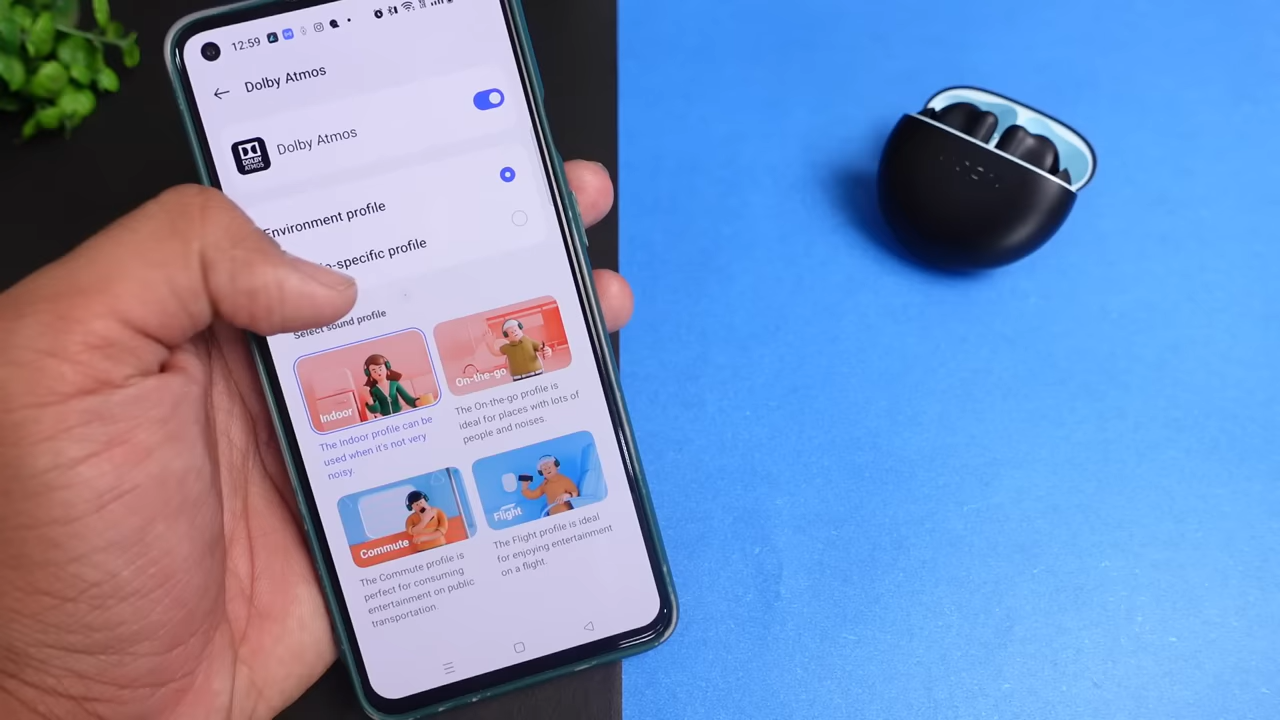 12:59
Dolby Atmos
DOLBY
ATMOS
Dolby Atmos
Environment profile
-specific profile
Select sound profile
Indoor
The Indoor profile can be
used when it's not very
noisy.
On-the-go
The On-the-go profile is
ideal for places with lots of
people and noises.
Commute
The Commute profile is
perfect for consuming
entertainment on public
transportation.
Flight
The Flight profile is ideal
for enjoying entertainment
on a flight.